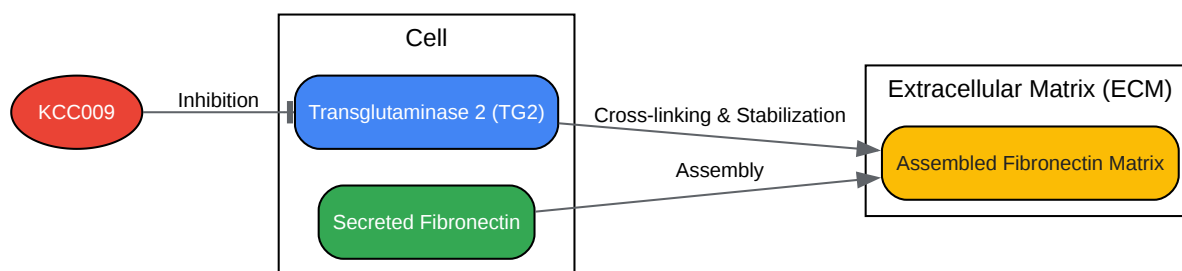 Cell
Extracellular Matrix (ECM)
KCC009
Inhibition
Transglutaminase 2 (TG2)
Cross-linking & Stabilization
Assembled Fibronectin Matrix
Assembly
Secreted Fibronectin